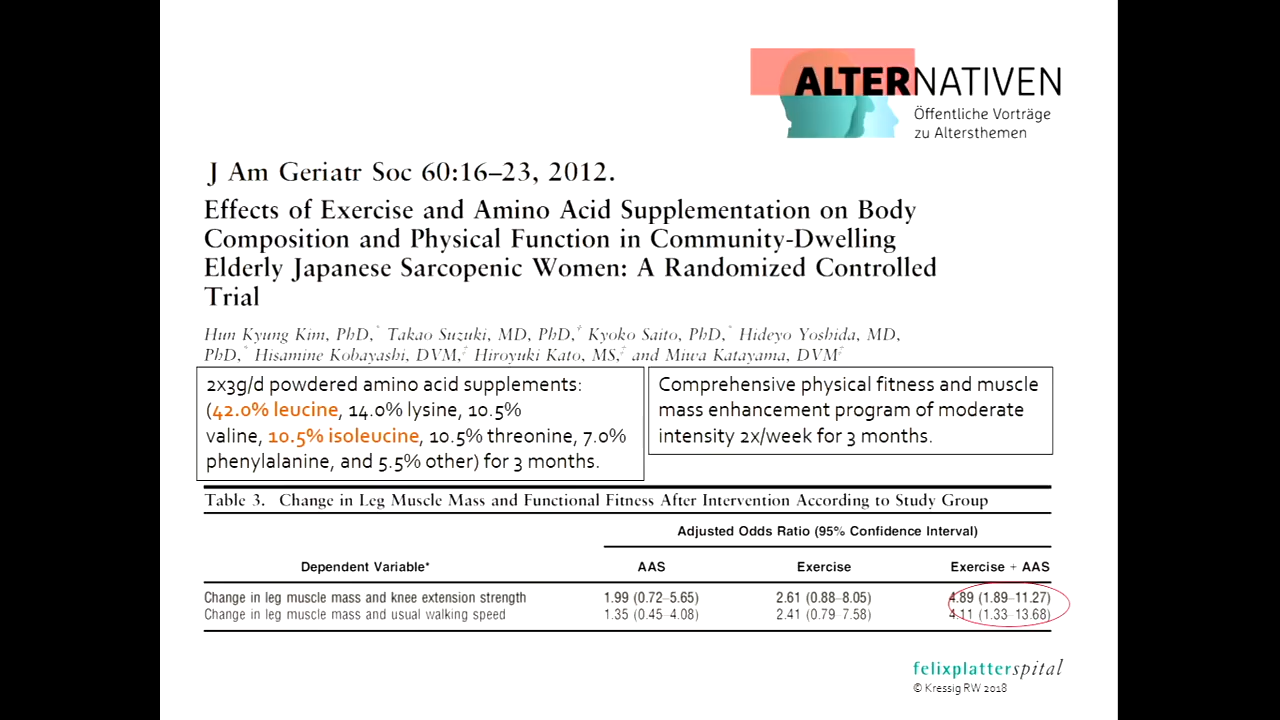 ALTERNATIVEN
Öffentliche Vorträge
zu Altersthemen
J Am Geriatr Soc 60:16–23, 2012.
Effects of Exercise and Amino Acid Supplementation on Body
Composition and Physical Function in Community-Dwelling
Elderly Japanese Sarcopenic Women: A Randomized Controlled
Trial
Hun Kyung Kim, PhD,* Takao Suzuki, MD, PhD,† Kyoko Saito, PhD,* Hideyo Yoshida, MD,
PhD,* Hisamine Kobayashi, DVM,‡ Hiroyuki Kato, MS,‡ and Miwa Katayama, DVM‡
2x3g/d powdered amino acid supplements:
(42.0% leucine, 14.0% lysine, 10.5%
valine, 10.5% isoleucine, 10.5% threonine, 7.0%
phenylalanine, and 5.5% other) for 3 months.
Comprehensive physical fitness and muscle
mass enhancement program of moderate
intensity 2x/week for 3 months.
Table 3. Change in Leg Muscle Mass and Functional Fitness After Intervention According to Study Group
Adjusted Odds Ratio (95% Confidence Interval)
Dependent Variable* AAS Exercise Exercise + AAS
Change in leg muscle mass and knee extension strength 1.99 (0.72–5.65) 2.61 (0.88–8.05) 4.89 (1.89–11.27)
Change in leg muscle mass and usual walking speed 1.35 (0.45–4.08) 2.41 (0.79–7.58) 4.11 (1.33–13.68)
felixplatterspital
© Kressig RW 2018